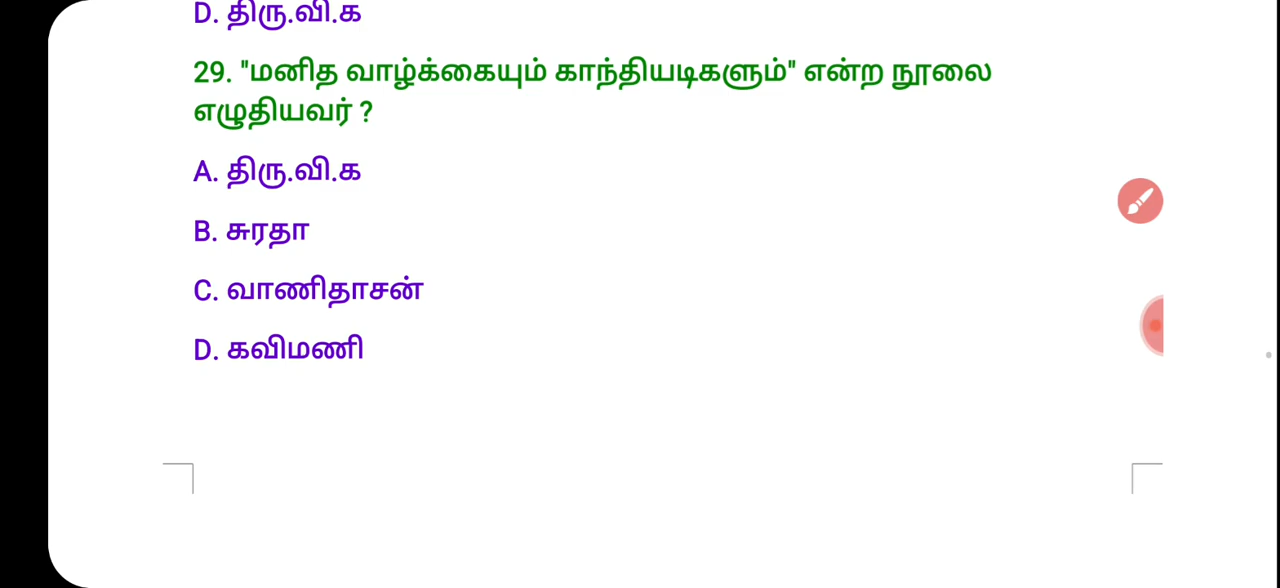 D. திரு.வி.க
29. "மனித வாழ்க்கையும் காந்தியடிகளும்" என்ற நூலை
எழுதியவர் ?
A. திரு.வி.க
B. சுரதா
C. வாணிதாசன்
D. கவிமணி